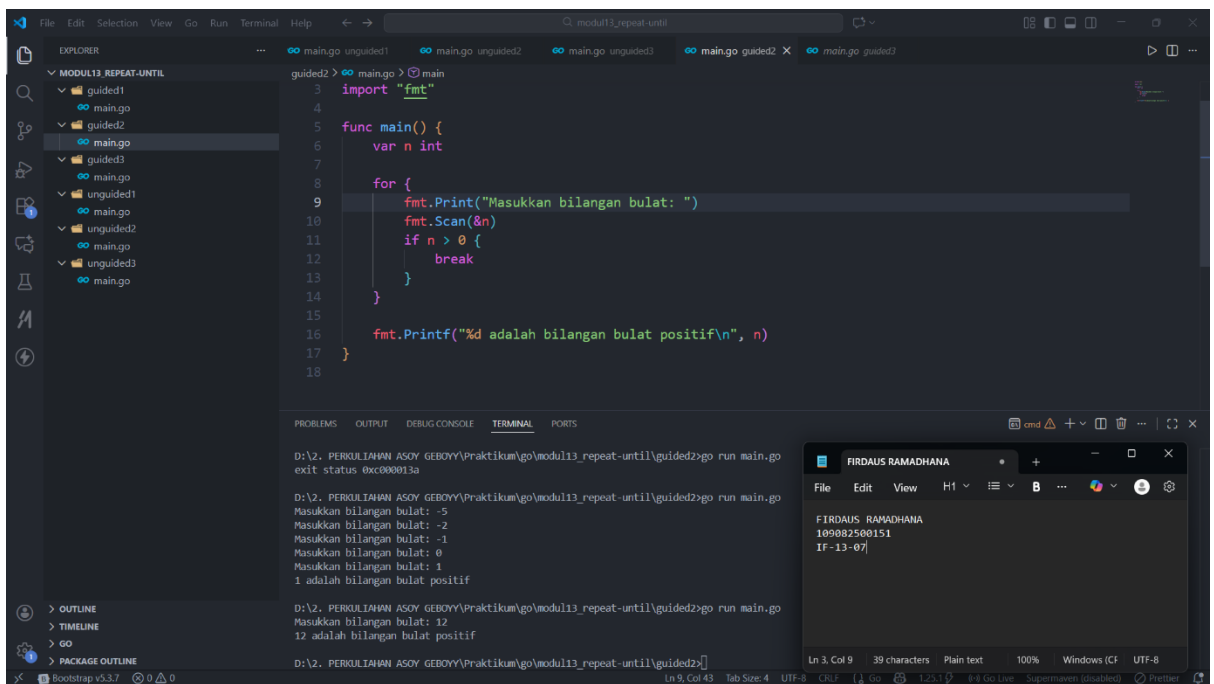 File Edit Selection View Go Run Terminal Help
modul13_repeat-until
EXPLORER
MODUL13_REPEAT-UNTIL
guided1
main.go
guided2
main.go
guided3
main.go
unguided1
main.go
unguided2
main.go
unguided3
main.go
OUTLINE
TIMELINE
GO
PACKAGE OUTLINE
main.go unguided1 main.go unguided2 main.go unguided3 main.go guided2 main.go guided3
guided2 > main.go > main
3 import "fmt"
4
5 func main() {
6 var n int
7
8 for {
9 fmt.Print("Masukkan bilangan bulat: ")
10 fmt.Scan(&n)
11 if n > 0 {
12 break
13 }
14 }
15
16 fmt.Printf("%d adalah bilangan bulat positif\n", n)
17 }
18
PROBLEMS OUTPUT DEBUG CONSOLE TERMINAL PORTS
cmd
D:\2. PERKULIAHAN ASOY GEBOYY\Praktikum\go\modul13_repeat-until\guided2>go run main.go
exit status 0xc000013a
D:\2. PERKULIAHAN ASOY GEBOYY\Praktikum\go\modul13_repeat-until\guided2>go run main.go
Masukkan bilangan bulat: -5
Masukkan bilangan bulat: -2
Masukkan bilangan bulat: -1
Masukkan bilangan bulat: 0
Masukkan bilangan bulat: 1
1 adalah bilangan bulat positif
D:\2. PERKULIAHAN ASOY GEBOYY\Praktikum\go\modul13_repeat-until\guided2>go run main.go
Masukkan bilangan bulat: 12
12 adalah bilangan bulat positif
D:\2. PERKULIAHAN ASOY GEBOYY\Praktikum\go\modul13_repeat-until\guided2>
FIRDAUS RAMADHANA
File Edit View H1 B
FIRDAUS RAMADHANA
109082500151
IF-13-07
Ln 3, Col 9 39 characters Plain text 100% Windows (CF UTF-8
Bootstrap v5.3.7 0 0 Ln 9, Col 43 Tab Size: 4 UTF-8 CRLF Go 1.25.1 Go Live Supermaven (disabled) Prettier